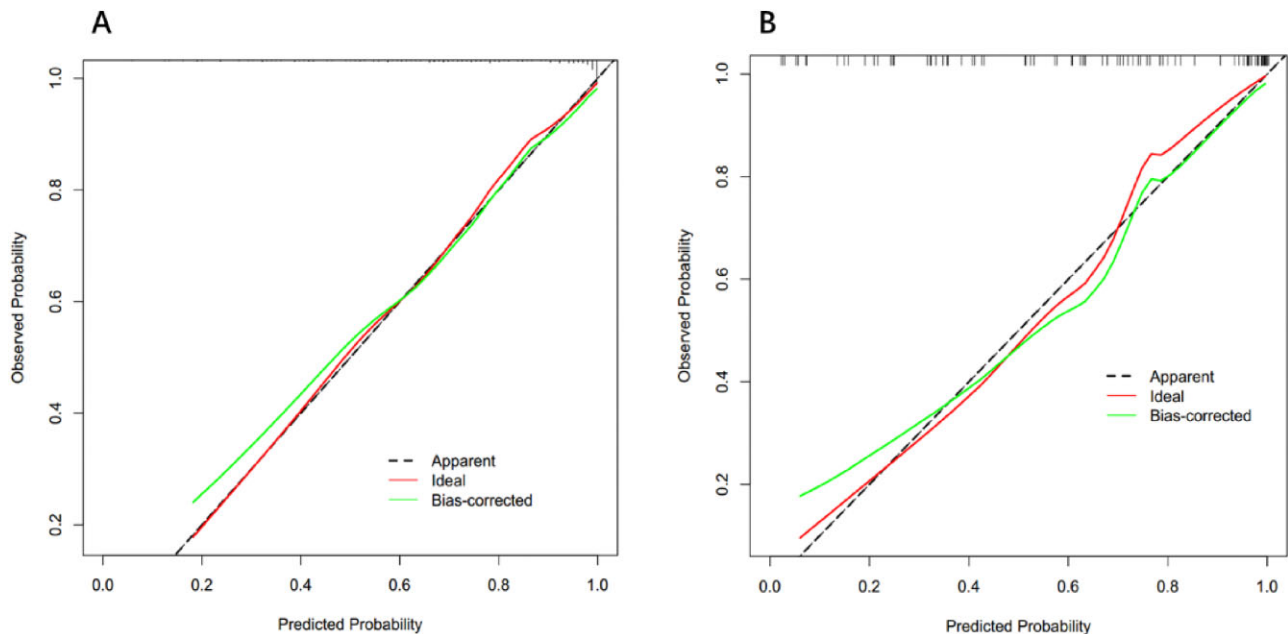 A
Observed Probability
1.0
0.8
0.6
0.4
0.2
Apparent
Ideal
Bias-corrected
0.0 0.2 0.4 0.6 0.8 1.0
Predicted Probability
B
Observed Probability
1.0
0.8
0.6
0.4
0.2
Apparent
Ideal
Bias-corrected
0.0 0.2 0.4 0.6 0.8 1.0
Predicted Probability